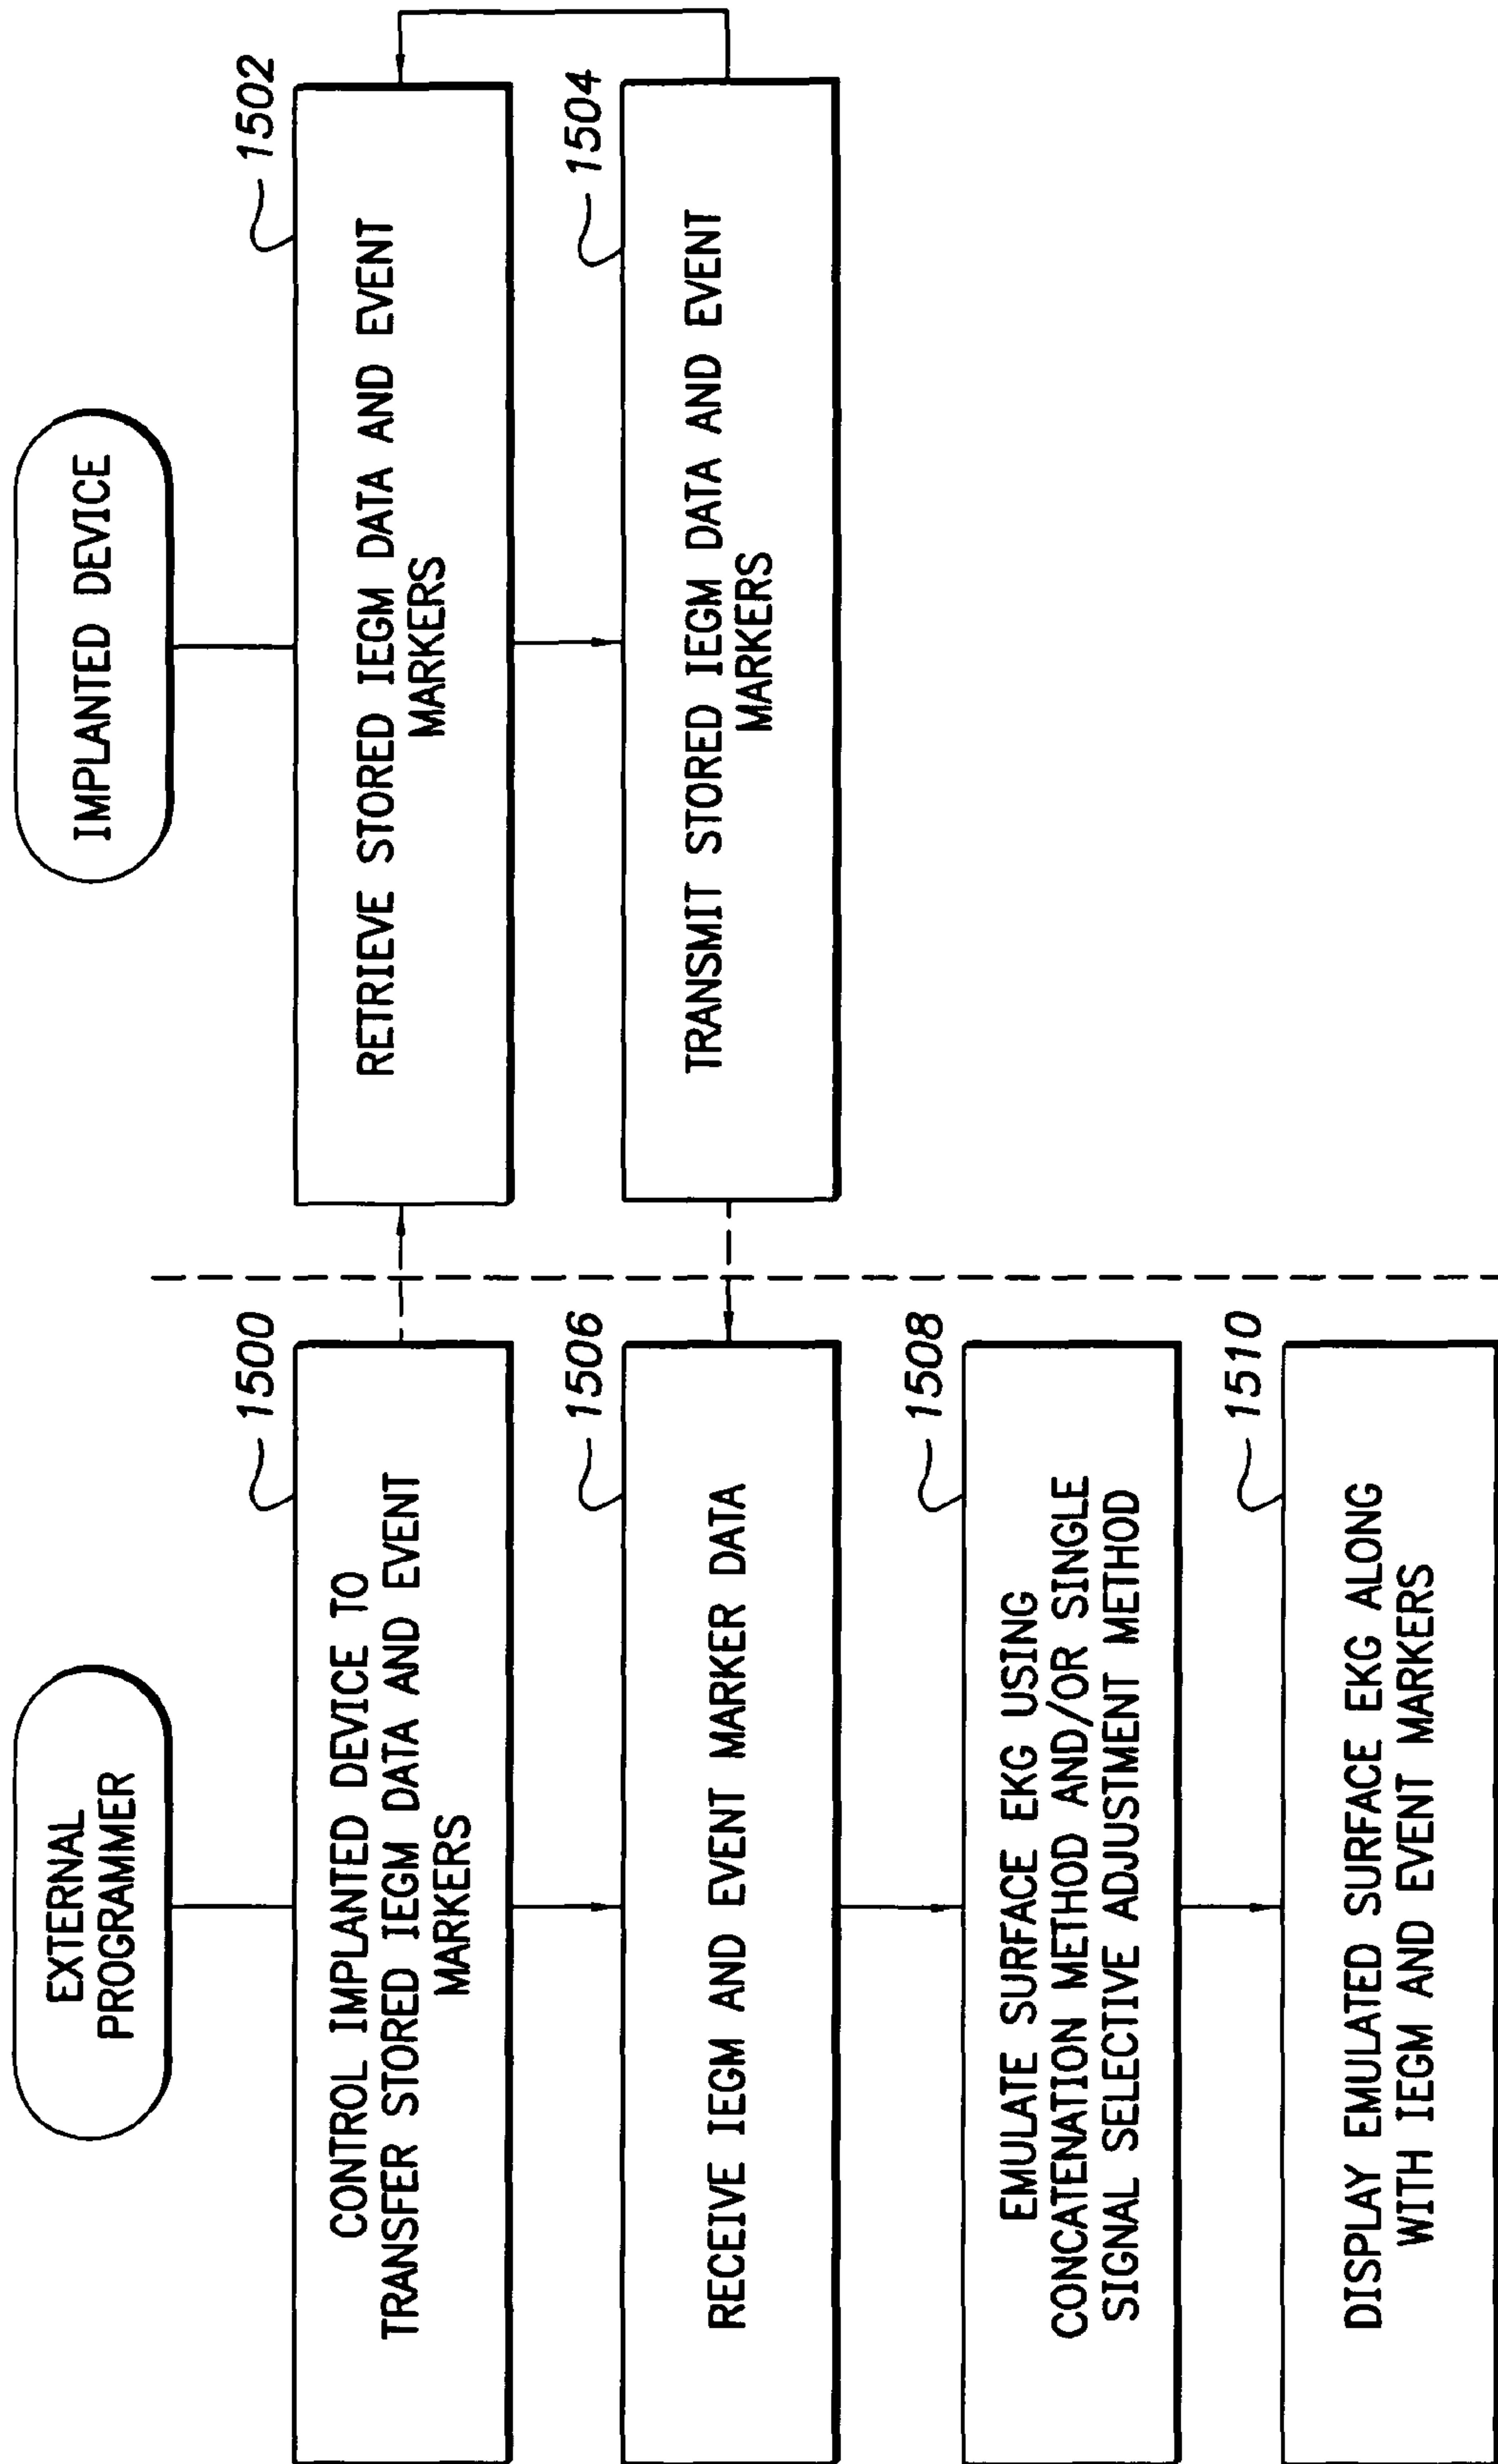 EXTERNAL
PROGRAMMER
1500
CONTROL IMPLANTED DEVICE TO
TRANSFER STORED IEGM DATA AND EVENT
MARKERS
1506
RECEIVE IEGM AND EVENT MARKER DATA
1508
EMULATE SURFACE EKG USING
CONCATENATION METHOD AND/OR SINGLE
SIGNAL SELECTIVE ADJUSTMENT METHOD
1510
DISPLAY EMULATED SURFACE EKG ALONG
WITH IEGM AND EVENT MARKERS
IMPLANTED DEVICE
1502
RETRIEVE STORED IEGM DATA AND EVENT
MARKERS
1504
TRANSMIT STORED IEGM DATA AND EVENT
MARKERS